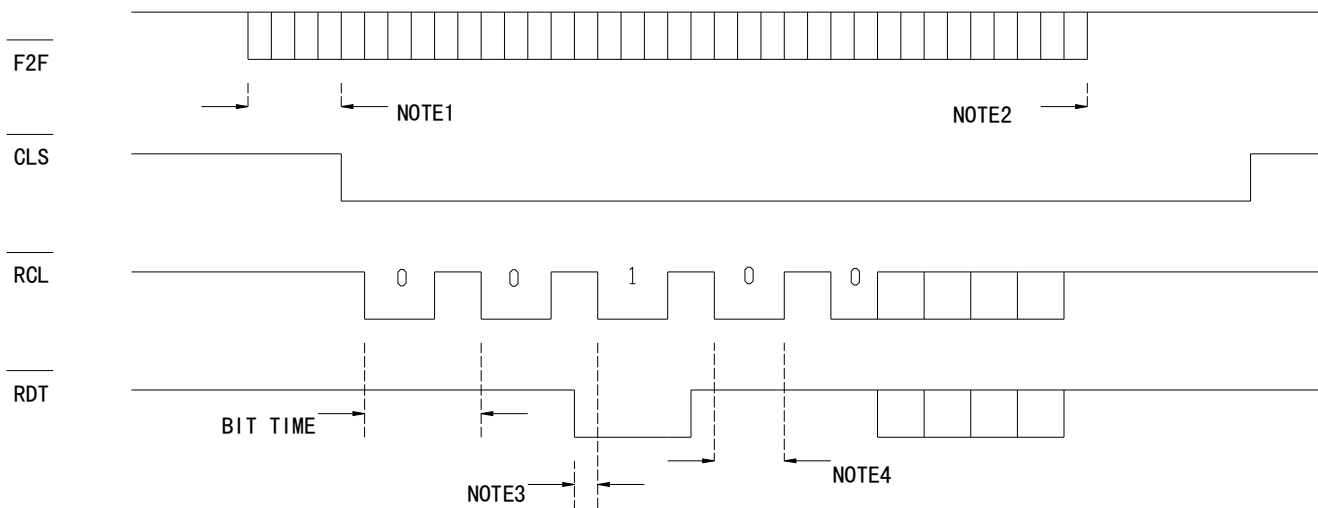 F2F
NOTE1
NOTE2
CLS
RCL
0 0 1 0 0
RDT
BIT TIME
NOTE3
NOTE4